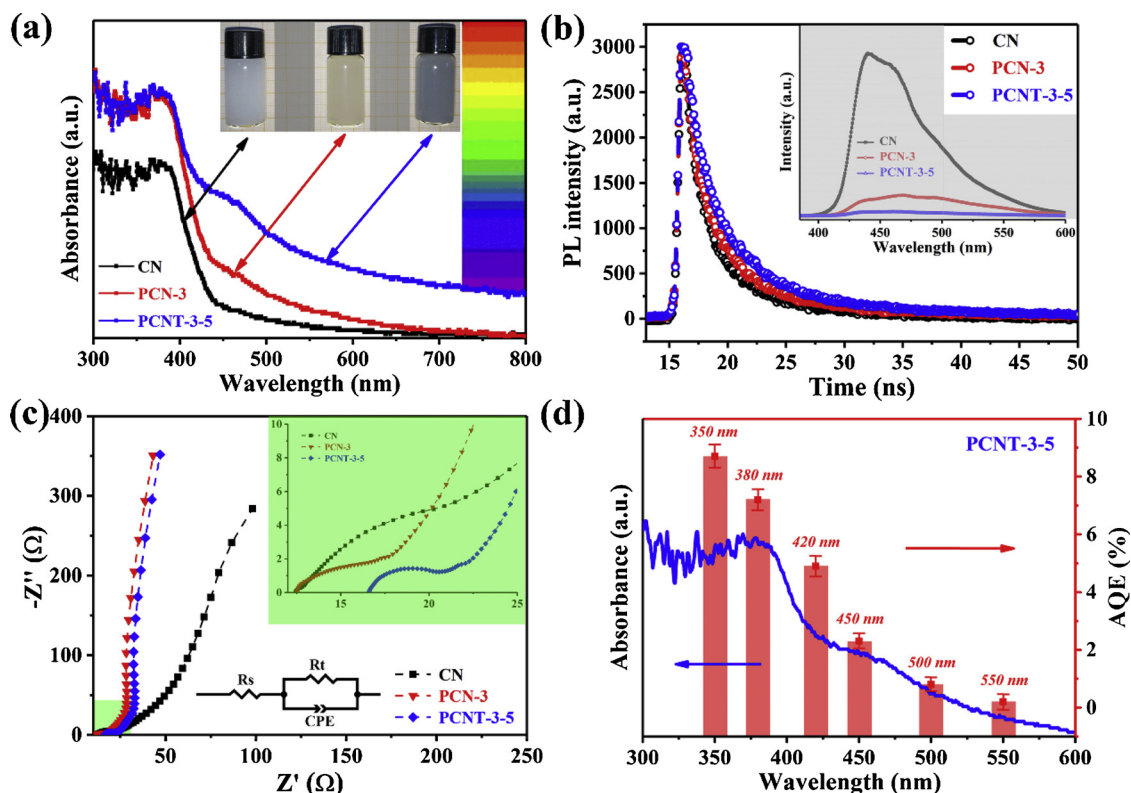 (a)
Absorbance (a.u.)
CN
PCN-3
PCNT-3-5
300 400 500 600 700 800
Wavelength (nm)
(b)
PL intensity (a.u.)
3000
2500
2000
1500
1000
500
0
15 20 25 30 35 40 45 50
Time (ns)
CN
PCN-3
PCNT-3-5
Intensity (a.u.)
CN
PCN-3
PCNT-3-5
400 450 500 550 600
Wavelength (nm)
(c)
-Z'' (Ω)
400
300
200
100
0
50 100 150 200 250
Z' (Ω)
10
8
6
4
2
0
15 20 25
CN
PCN-3
PCNT-3-5
Rs
Rt
CPE
CN
PCN-3
PCNT-3-5
(d)
Absorbance (a.u.)
PCNT-3-5
350 nm
380 nm
420 nm
450 nm
500 nm
550 nm
10
8
6
4
2
0
AQE (%)
300 350 400 450 500 550 600
Wavelength (nm)